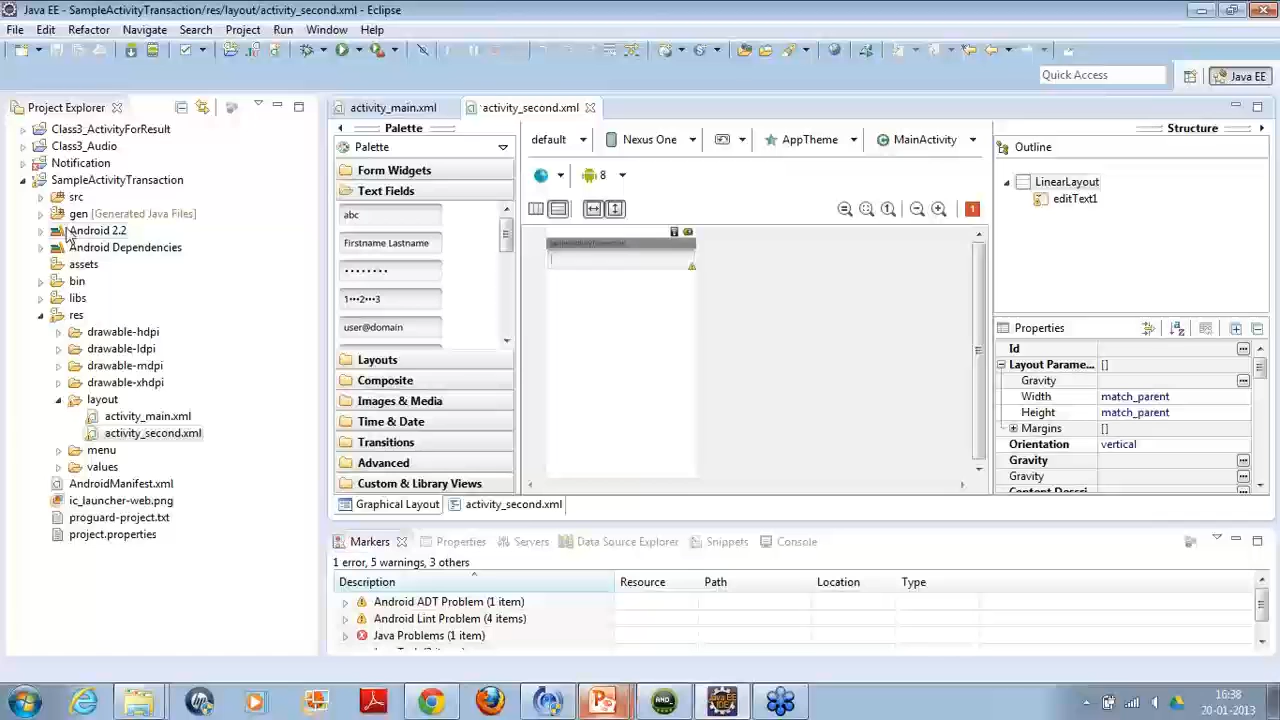 Java EE - SampleActivityTransaction/res/layout/activity_second.xml - Eclipse
File Edit Refactor Navigate Search Project Run Window Help
Quick Access
Java EE
Project Explorer
activity_main.xml
activity_second.xml
Class3_ActivityForResult
Class3_Audio
Notification
SampleActivityTransaction
src
gen [Generated Java Files]
Android 2.2
Android Dependencies
assets
bin
libs
res
drawable-hdpi
drawable-ldpi
drawable-mdpi
drawable-xhdpi
layout
activity_main.xml
activity_second.xml
menu
values
AndroidManifest.xml
ic_launcher-web.png
proguard-project.txt
project.properties
Palette
Palette
Form Widgets
Text Fields
abc
Firstname Lastname
1•••2•••3
user@domain
Layouts
Composite
Images & Media
Time & Date
Transitions
Advanced
Custom & Library Views
default
Nexus One
AppTheme
MainActivity
8
1
Graphical Layout
activity_second.xml
Structure
Outline
LinearLayout
editText1
Properties
Id
Layout Parame... []
Gravity
Width match_parent
Height match_parent
Margins []
Orientation vertical
Gravity
Gravity
Content Descri...
Markers
Properties
Servers
Data Source Explorer
Snippets
Console
1 error, 5 warnings, 3 others
Description Resource Path Location Type
Android ADT Problem (1 item)
Android Lint Problem (4 items)
Java Problems (1 item)
AND
Java EE
IDE
16:38
20-01-2013